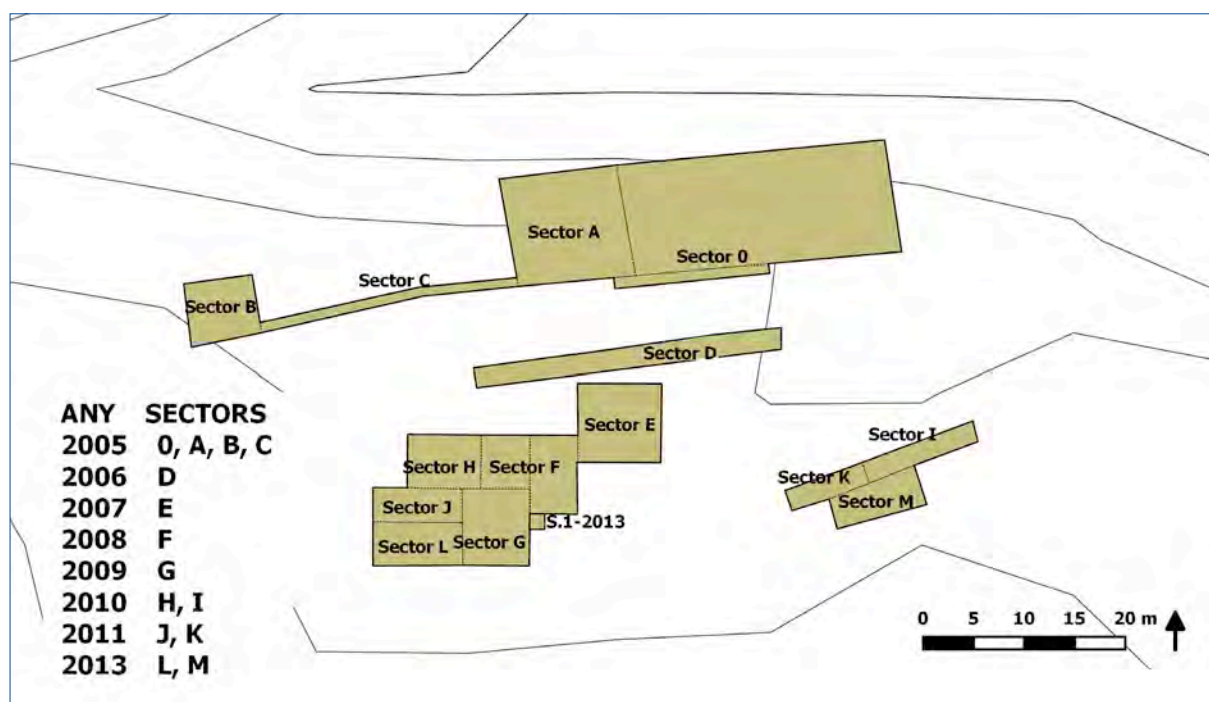 Sector A
Sector 0
Sector C
Sector B
Sector D
Sector E
Sector I
Sector H
Sector F
Sector K
Sector M
Sector J
S.1-2013
Sector L
Sector G
ANY SECTORS
2005 0, A, B, C
2006 D
2007 E
2008 F
2009 G
2010 H, I
2011 J, K
2013 L, M
0 5 10 15 20 m